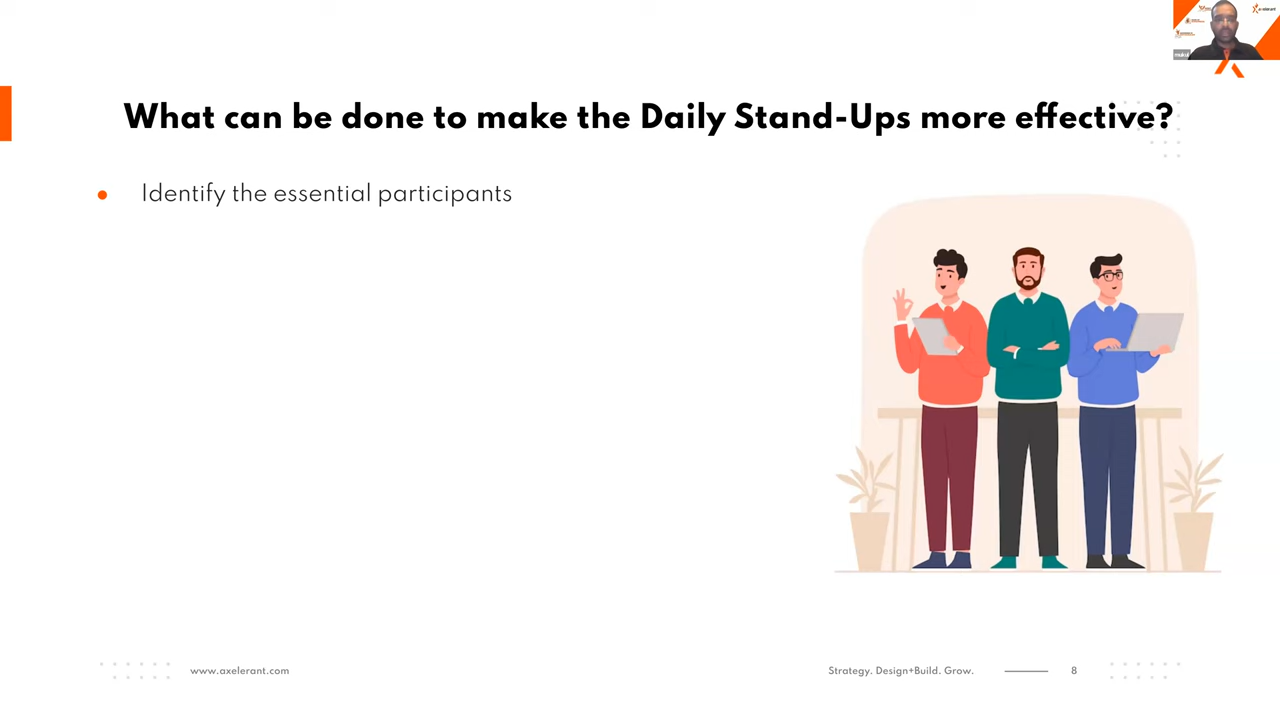 axelerant
What can be done to make the Daily Stand-Ups more effective?
● Identify the essential participants
www.axelerant.com
Strategy. Design+Build. Grow.
8